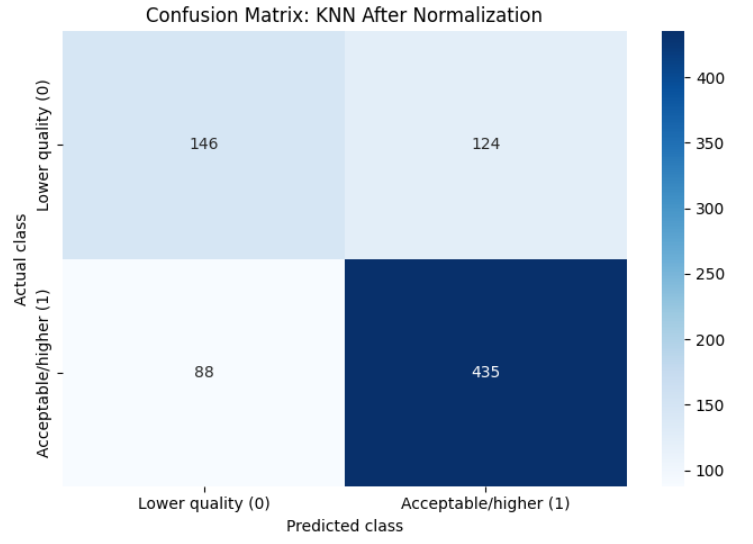 Confusion Matrix: KNN After Normalization
Actual class
Lower quality (0)
Acceptable/higher (1)
146
124
88
435
Lower quality (0)
Acceptable/higher (1)
Predicted class
400
350
300
250
200
150
100